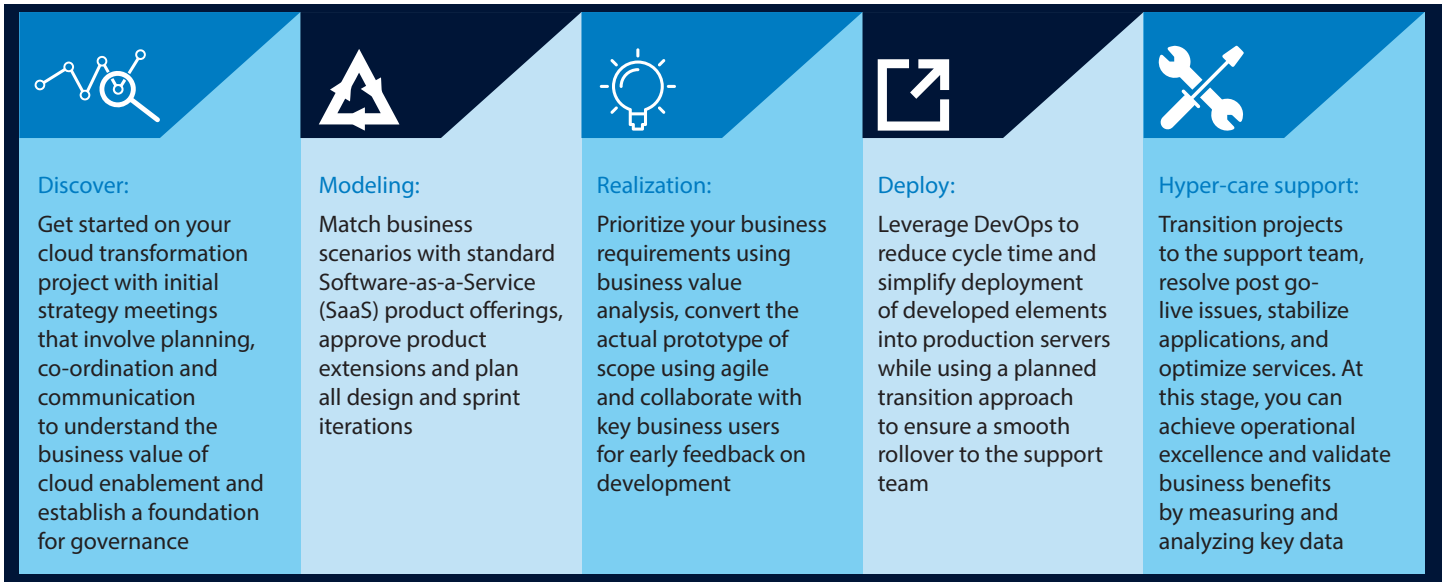 Discover:
Get started on your
cloud transformation
project with initial
strategy meetings
that involve planning,
co-ordination and
communication
to understand the
business value of
cloud enablement and
establish a foundation
for governance
Modeling:
Match business
scenarios with standard
Software-as-a-Service
(SaaS) product offerings,
approve product
extensions and plan
all design and sprint
iterations
Realization:
Prioritize your business
requirements using
business value
analysis, convert the
actual prototype of
scope using agile
and collaborate with
key business users
for early feedback on
development
Deploy:
Leverage DevOps to
reduce cycle time and
simplify deployment
of developed elements
into production servers
while using a planned
transition approach
to ensure a smooth
rollover to the support
team
Hyper-care support:
Transition projects
to the support team,
resolve post go-
live issues, stabilize
applications, and
optimize services. At
this stage, you can
achieve operational
excellence and validate
business benefits
by measuring and
analyzing key data